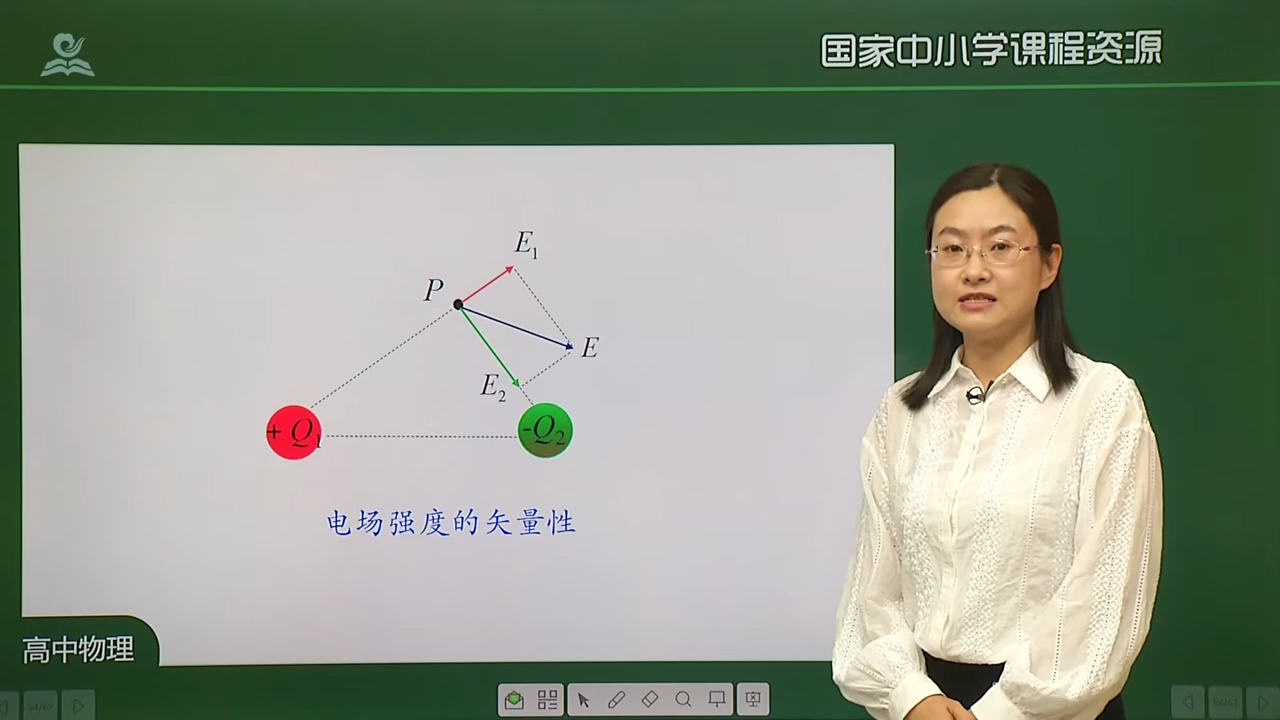 国家中小学课程资源
E₁
P
E
E₂
+ Q₁
-Q₂
电场强度的矢量性
高中物理